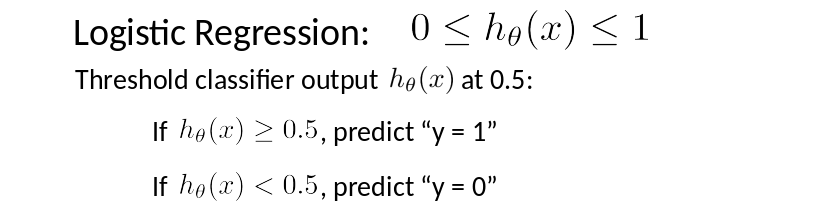 Logistic Regression: 0 ≤ hθ(x) ≤ 1
Threshold classifier output hθ(x) at 0.5:
If hθ(x) ≥ 0.5, predict “y = 1”
If hθ(x) < 0.5, predict “y = 0”